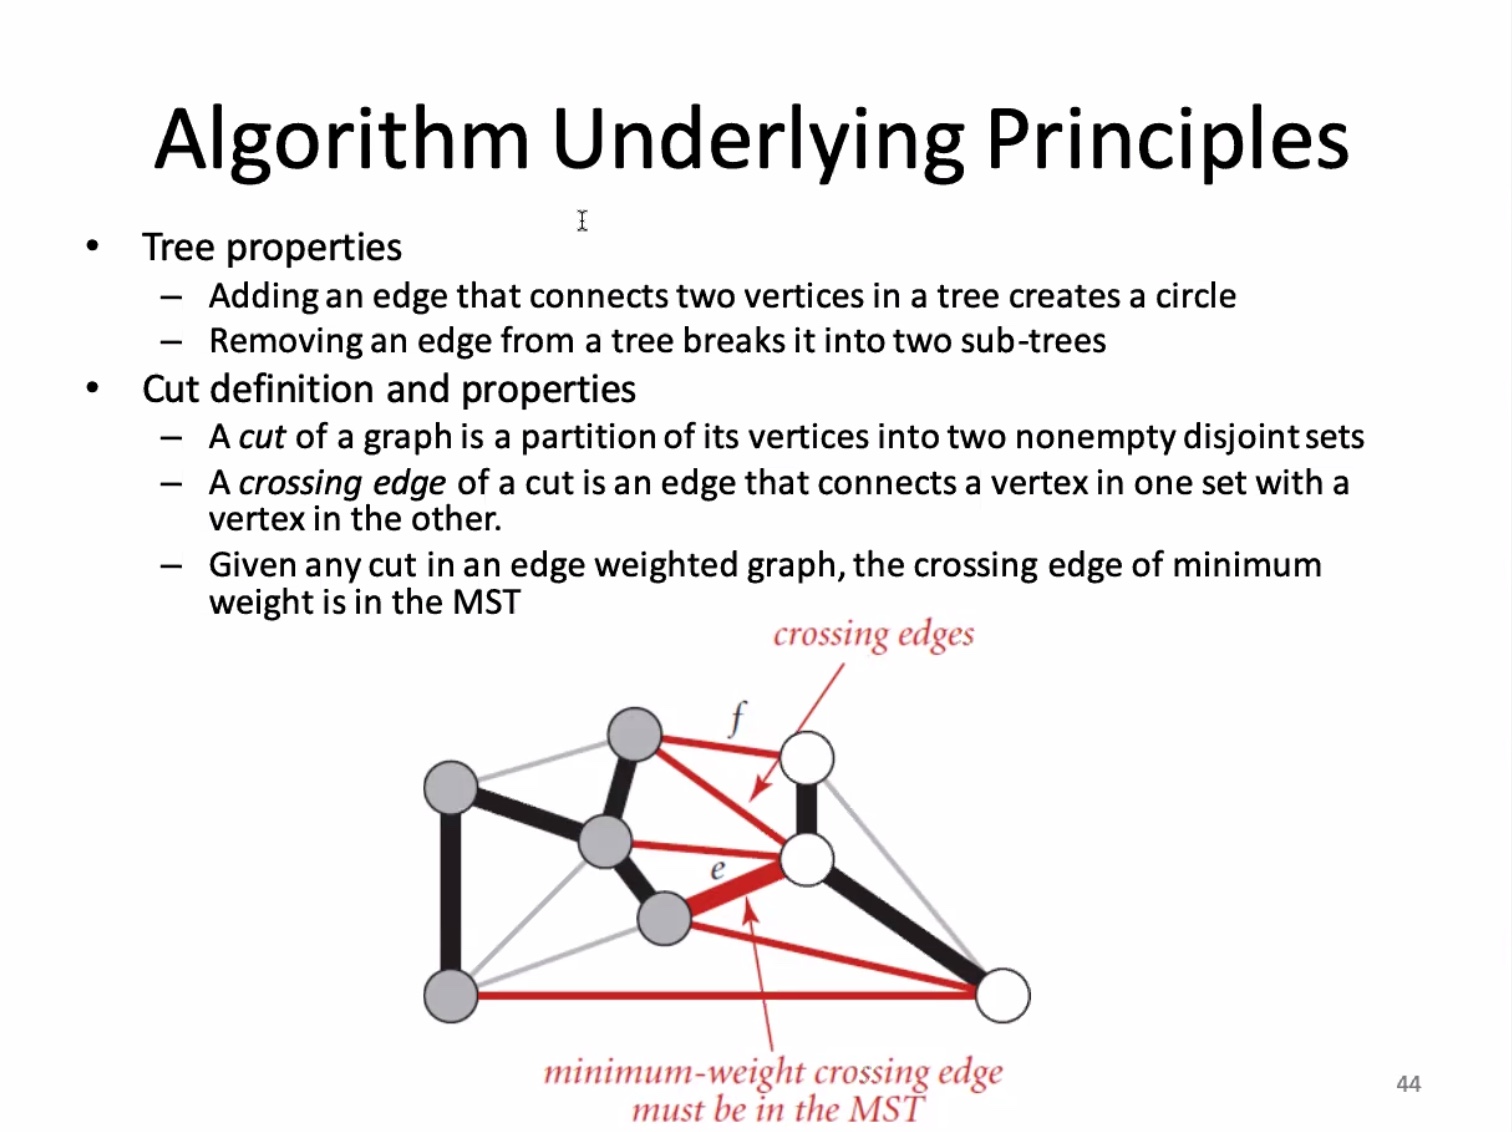 Algorithm Underlying Principles
• Tree properties
– Adding an edge that connects two vertices in a tree creates a circle
– Removing an edge from a tree breaks it into two sub-trees
• Cut definition and properties
– A cut of a graph is a partition of its vertices into two nonempty disjoint sets
– A crossing edge of a cut is an edge that connects a vertex in one set with a
vertex in the other.
– Given any cut in an edge weighted graph, the crossing edge of minimum
weight is in the MST
crossing edges
f
e
minimum-weight crossing edge
must be in the MST
44